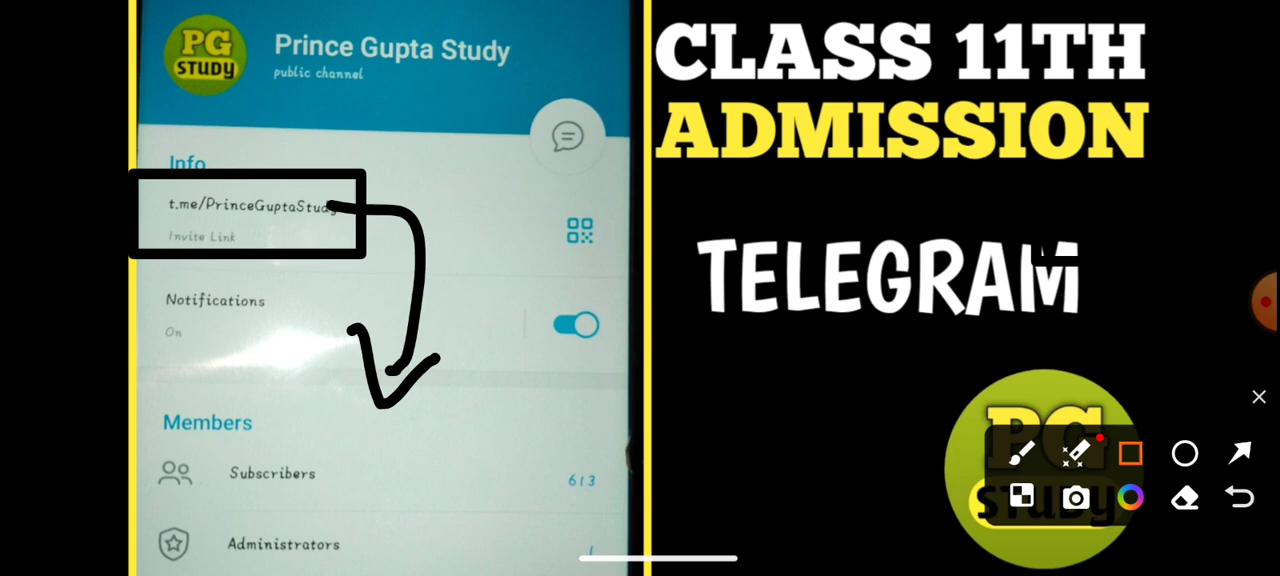 PG
STUDY
Prince Gupta Study
public channel
Info
t.me/PrinceGuptaStudy
Invite Link
Notifications
On
Members
Subscribers
613
Administrators
1
CLASS 11TH
ADMISSION
TELEGRAM
PG
STUDY